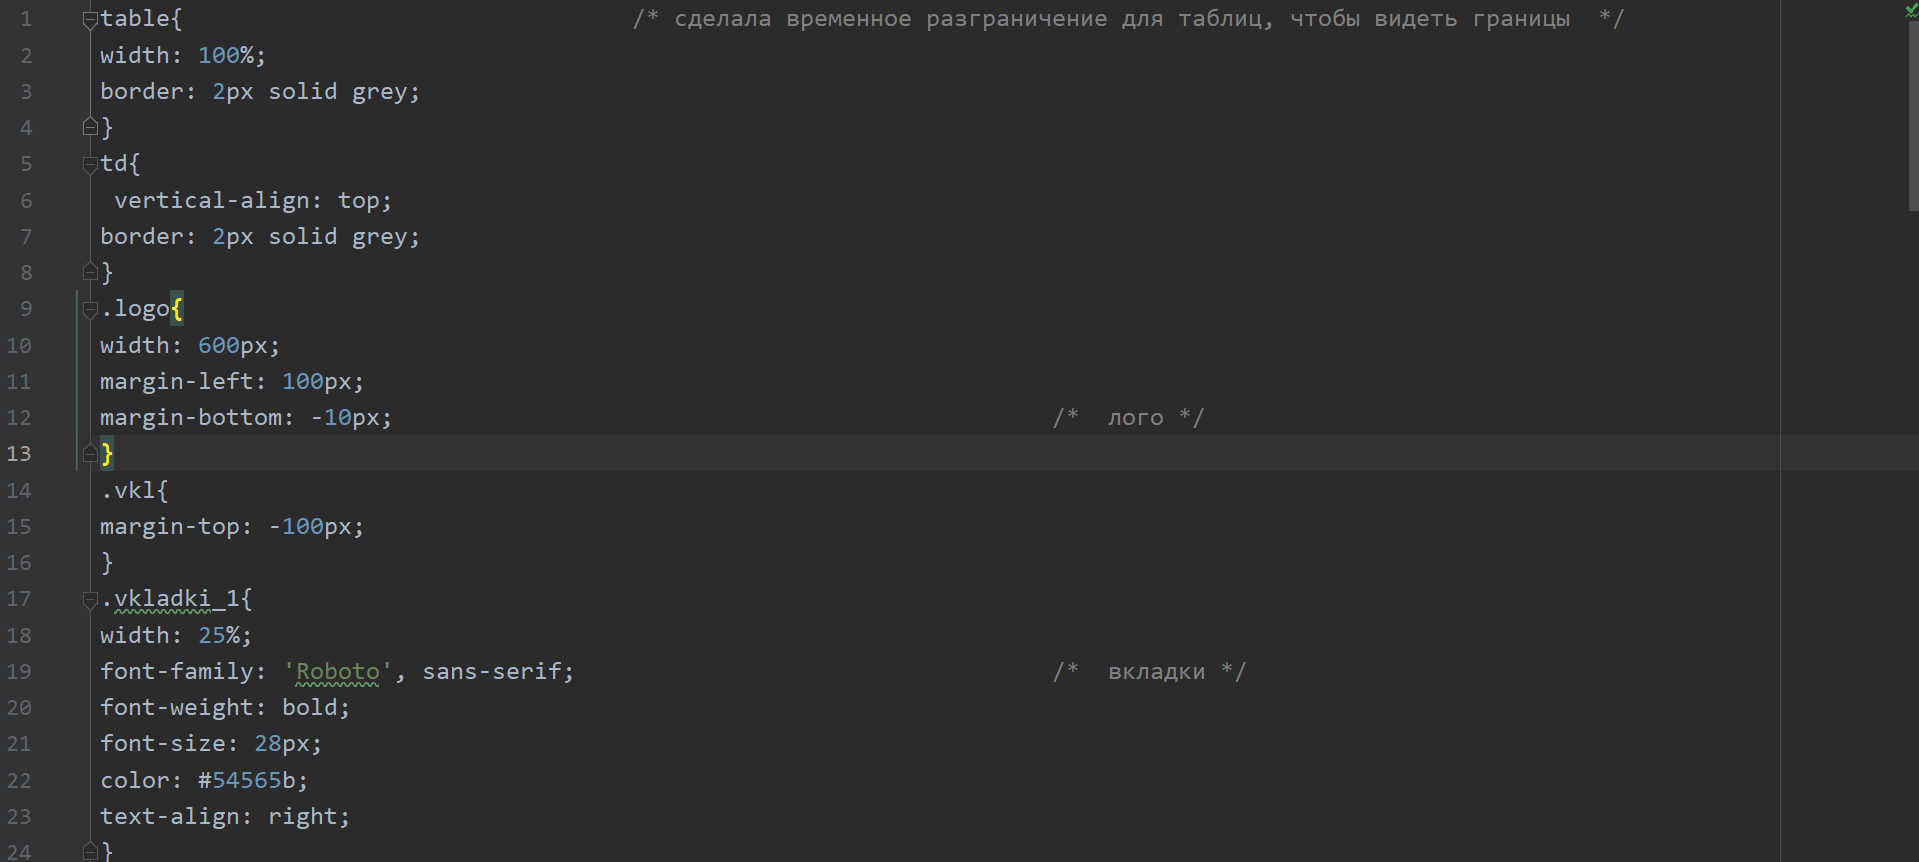 1 table{ /* сделала временное разграничение для таблиц, чтобы видеть границы */
2 width: 100%;
3 border: 2px solid grey;
4 }
5 td{
6 vertical-align: top;
7 border: 2px solid grey;
8 }
9 .logo{
10 width: 600px;
11 margin-left: 100px;
12 margin-bottom: -10px; /* лого */
13 }
14 .vkl{
15 margin-top: -100px;
16 }
17 .vkladki_1{
18 width: 25%;
19 font-family: 'Roboto', sans-serif; /* вкладки */
20 font-weight: bold;
21 font-size: 28px;
22 color: #54565b;
23 text-align: right;
24 }